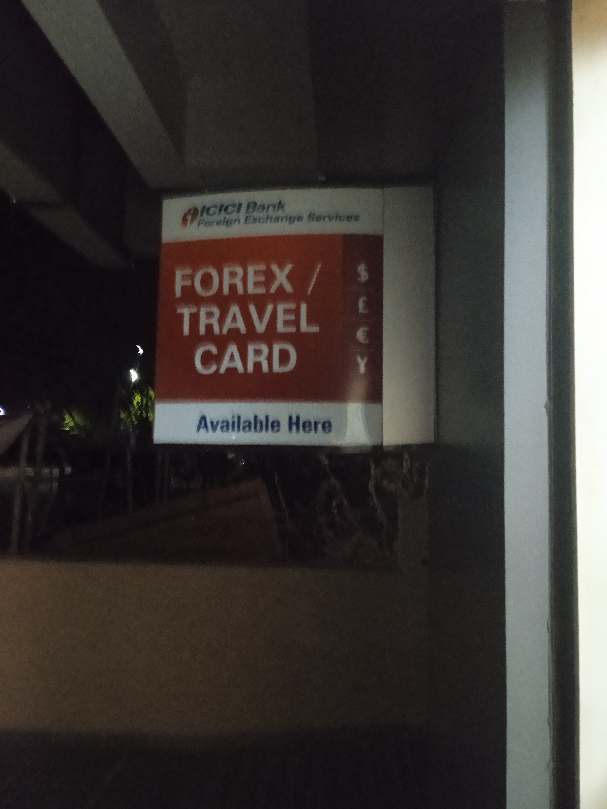 ICICI Bank
Foreign Exchange Services
FOREX /
TRAVEL
CARD
$
£
€
¥
Available Here